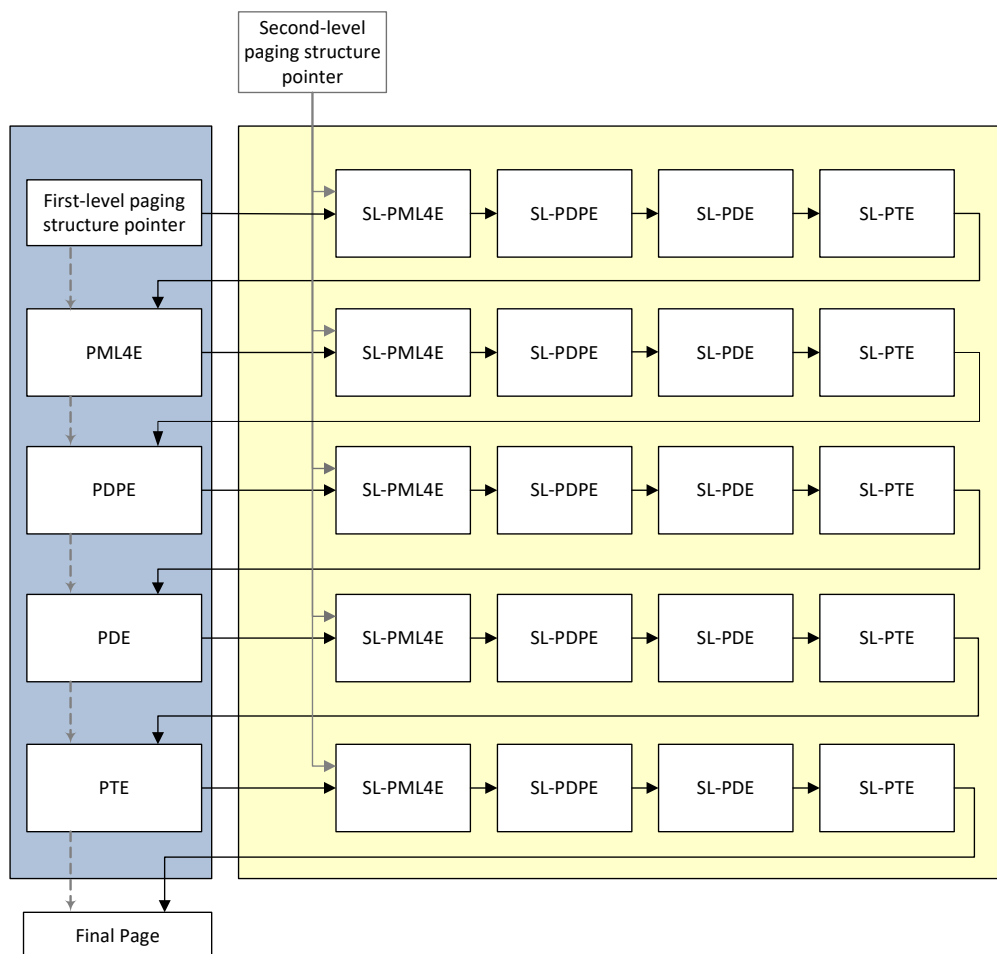 Second-level
paging structure
pointer
First-level paging
structure pointer
SL-PML4E
SL-PDPE
SL-PDE
SL-PTE
PML4E
SL-PML4E
SL-PDPE
SL-PDE
SL-PTE
PDPE
SL-PML4E
SL-PDPE
SL-PDE
SL-PTE
PDE
SL-PML4E
SL-PDPE
SL-PDE
SL-PTE
PTE
SL-PML4E
SL-PDPE
SL-PDE
SL-PTE
Final Page